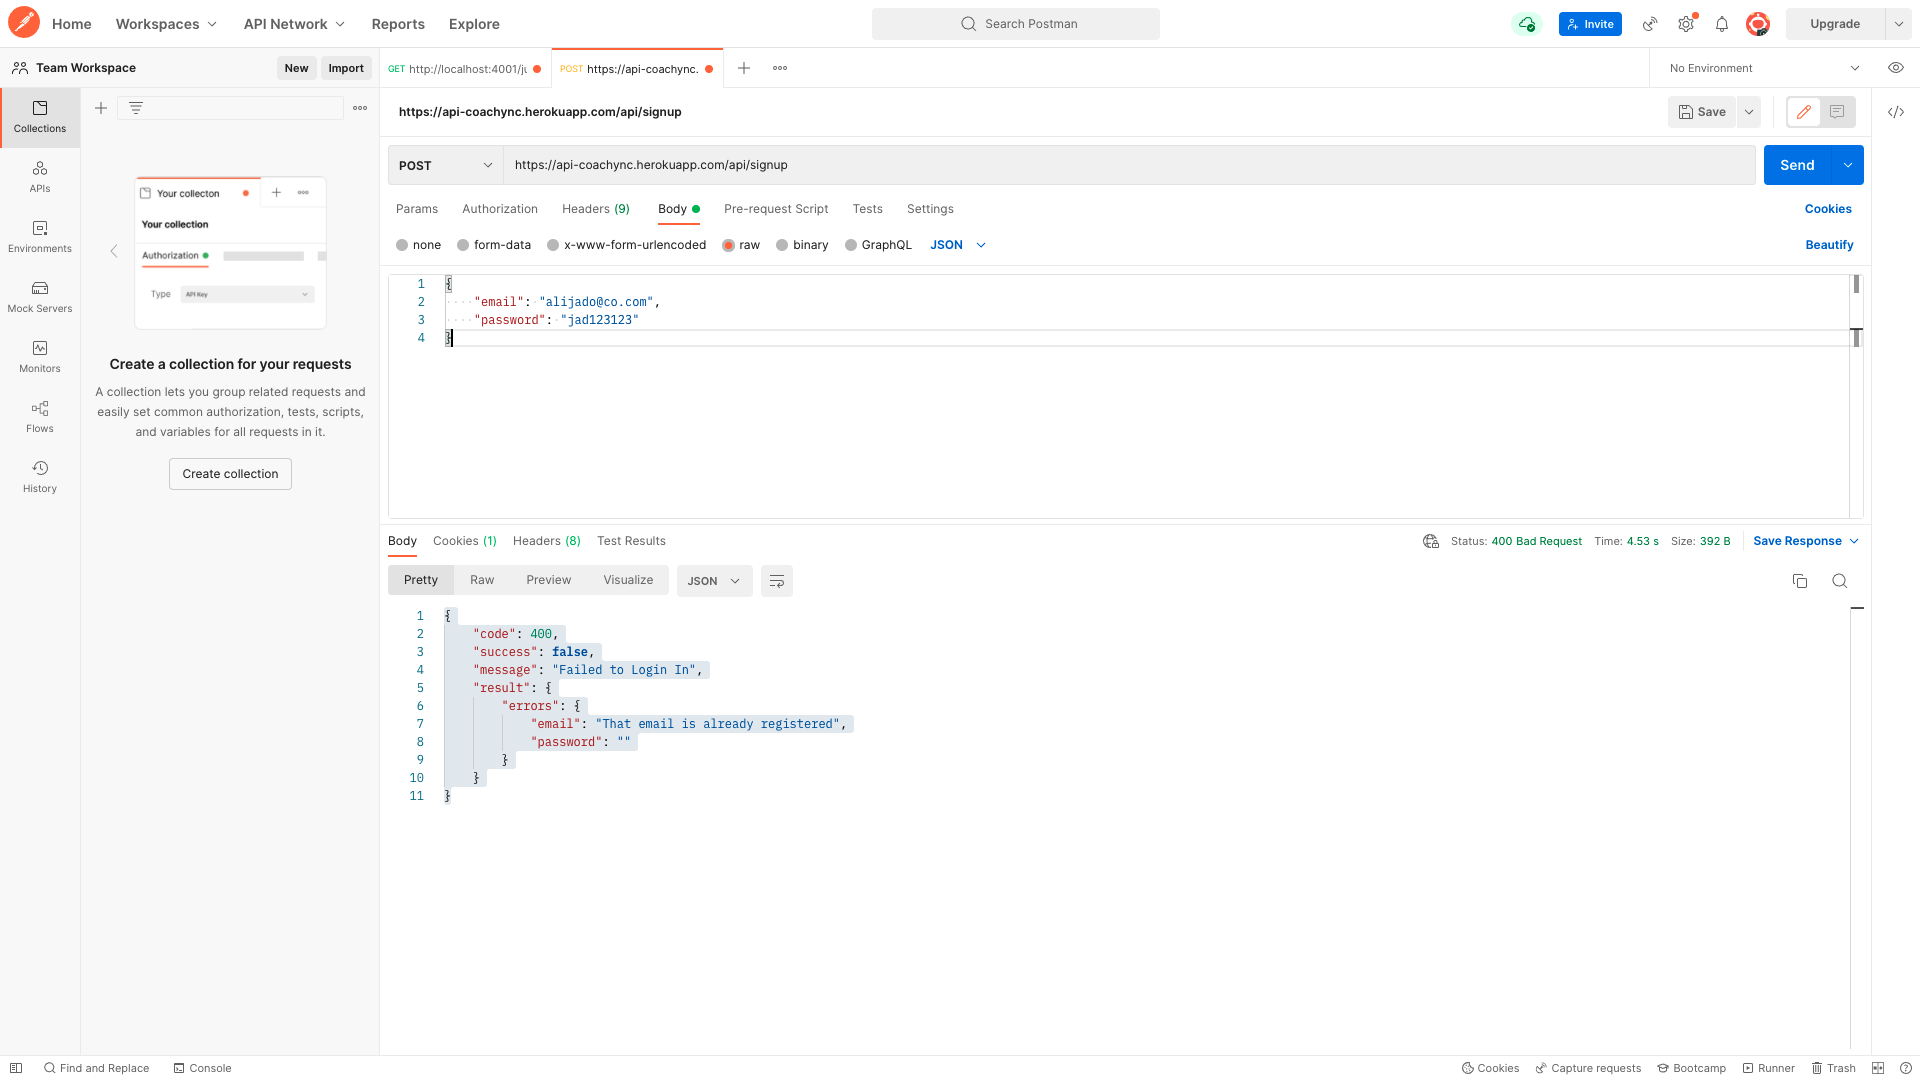 Home
Workspaces
API Network
Reports
Explore
Search Postman
Invite
Upgrade
Team Workspace
New
Import
GET http://localhost:4001/ju
POST https://api-coachync.
No Environment
Collections
APIs
Environments
Mock Servers
Monitors
Flows
History
Your collecton
Your collection
Authorization
Type API Key
Create a collection for your requests
A collection lets you group related requests and
easily set common authorization, tests, scripts,
and variables for all requests in it.
Create collection
https://api-coachync.herokuapp.com/api/signup
Save
POST
https://api-coachync.herokuapp.com/api/signup
Send
Params
Authorization
Headers (9)
Body
Pre-request Script
Tests
Settings
Cookies
none
form-data
x-www-form-urlencoded
raw
binary
GraphQL
JSON
Beautify
1 {
2 "email": "alijado@co.com",
3 "password": "jad123123"
4 }
Body
Cookies (1)
Headers (8)
Test Results
Status: 400 Bad Request
Time: 4.53 s
Size: 392 B
Save Response
Pretty
Raw
Preview
Visualize
JSON
1 {
2 "code": 400,
3 "success": false,
4 "message": "Failed to Login In",
5 "result": {
6 "errors": {
7 "email": "That email is already registered",
8 "password": ""
9 }
10 }
11 }
Find and Replace
Console
Cookies
Capture requests
Bootcamp
Runner
Trash